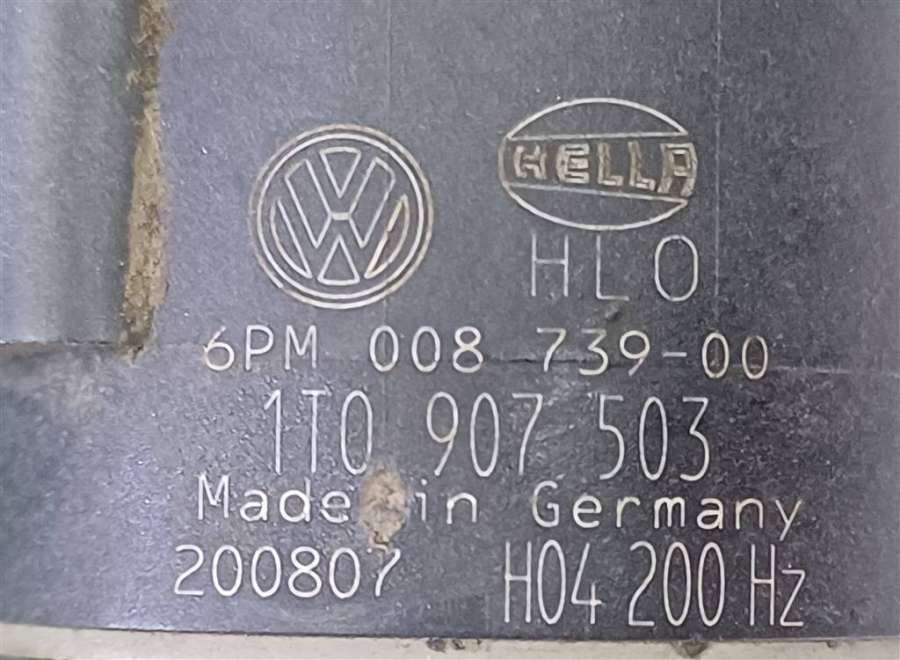 HELLA
HLO
6PM 008 739-00
1T0 907 503
Made in Germany
200807 H04 200 Hz